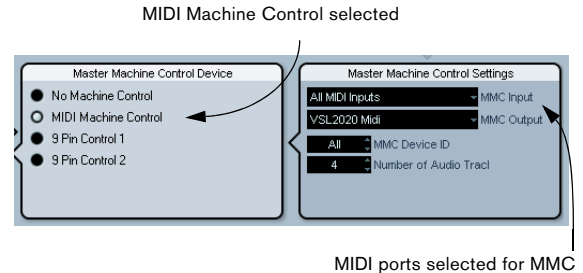 MIDI Machine Control selected
Master Machine Control Device
No Machine Control
MIDI Machine Control
9 Pin Control 1
9 Pin Control 2
Master Machine Control Settings
All MIDI Inputs MMC Input
VSL2020 Midi MMC Output
All MMC Device ID
4 Number of Audio Tracl
MIDI ports selected for MMC